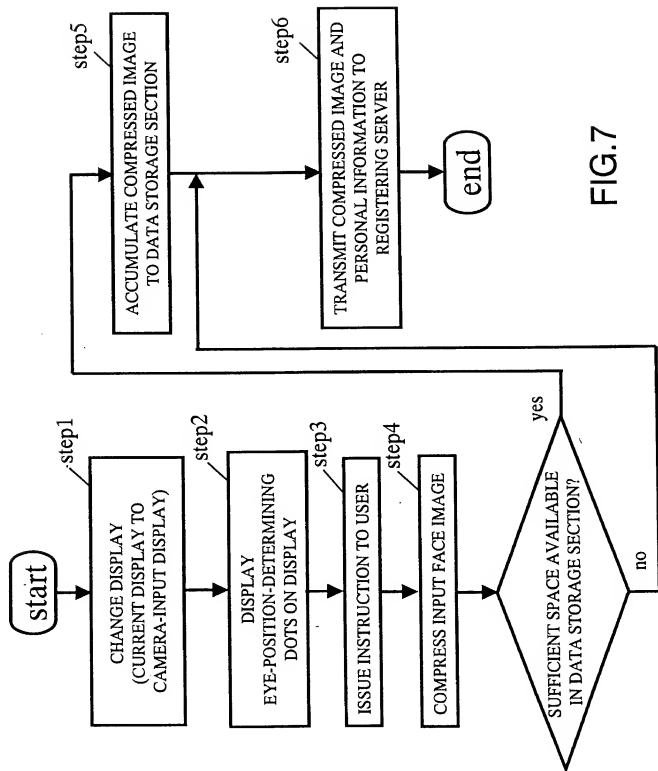 start
step1
CHANGE DISPLAY
(CURRENT DISPLAY TO
CAMERA-INPUT DISPLAY)
step2
DISPLAY
EYE-POSITION-DETERMINING
DOTS ON DISPLAY
step3
ISSUE INSTRUCTION TO USER
step4
COMPRESS INPUT FACE IMAGE
SUFFICIENT SPACE AVAILABLE
IN DATA STORAGE SECTION?
yes
no
step5
ACCUMULATE COMPRESSED IMAGE
TO DATA STORAGE SECTION
step6
TRANSMIT COMPRESSED IMAGE AND
PERSONAL INFORMATION TO
REGISTERING SERVER
end
FIG.7